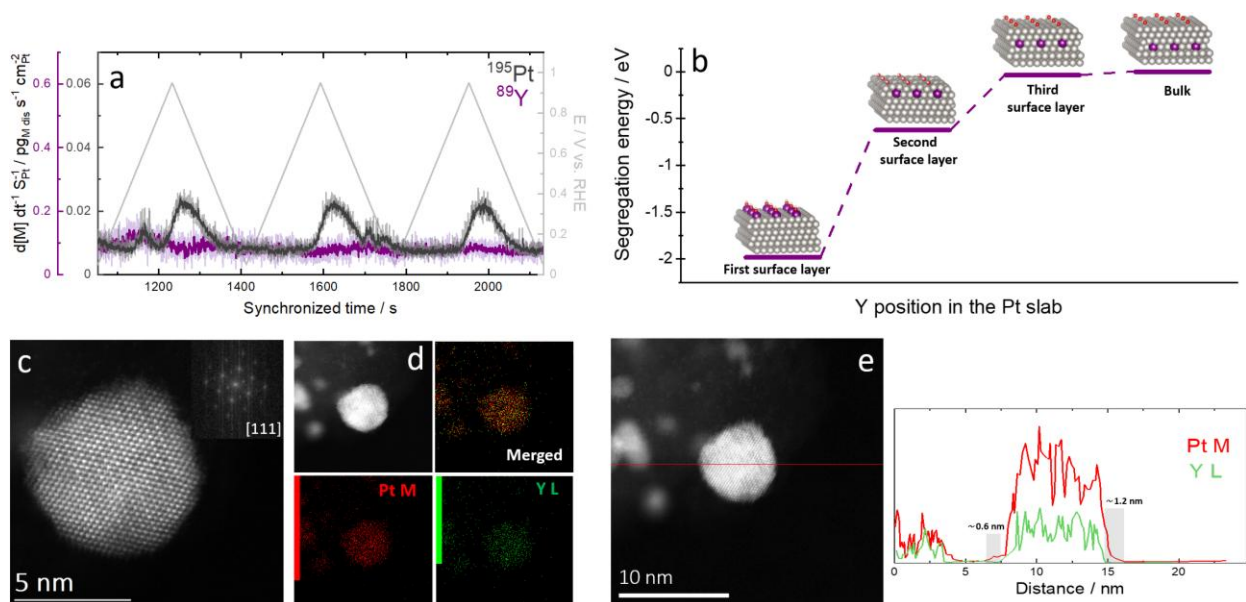 a
¹⁹⁵Pt
⁸⁹Y
0.6
0.4
0.2
0
0.06
0.04
0.02
0
1
0.8
0.6
0.4
0.2
0
d[M] dt⁻¹ S⁻¹Pt / pgM dis s⁻¹ cm⁻²Pt
E / V vs. RHE
1200 1400 1600 1800 2000
Synchronized time / s
b
Segregation energy / eV
0
-0.5
-1
-1.5
-2
First surface layer
Second
surface layer
Third
surface layer
Bulk
Y position in the Pt slab
c
[111]
5 nm
d
Merged
Pt M
Y L
e
10 nm
Pt M
Y L
~0.6 nm
~1.2 nm
0 5 10 15 20
Distance / nm